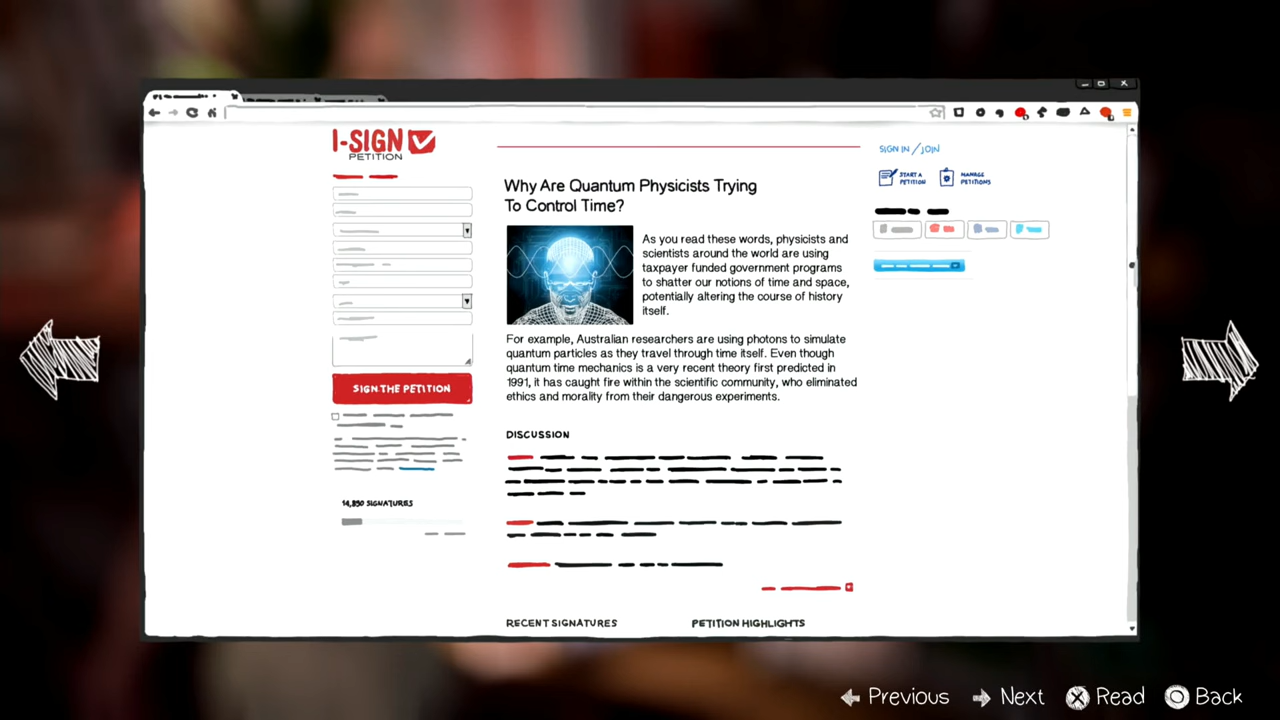 I-SIGN
PETITION
SIGN IN / JOIN
START A
PETITION
MANAGE
PETITIONS
Why Are Quantum Physicists Trying
To Control Time?
As you read these words, physicists and
scientists around the world are using
taxpayer funded government programs
to shatter our notions of time and space,
potentially altering the course of history
itself.
For example, Australian researchers are using photons to simulate
quantum particles as they travel through time itself. Even though
quantum time mechanics is a very recent theory first predicted in
1991, it has caught fire within the scientific community, who eliminated
ethics and morality from their dangerous experiments.
SIGN THE PETITION
14,850 SIGNATURES
DISCUSSION
RECENT SIGNATURES
PETITION HIGHLIGHTS
Previous
Next
Read
Back